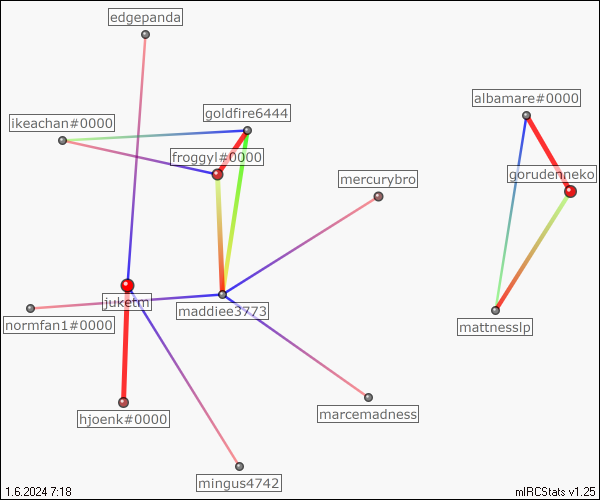 edgepanda
albamare#0000
goldfire6444
ikeachan#0000
froggyl#0000
gorudenneko
mercurybro
juketm
maddiee3773
normfan1#0000
mattnesslp
marcemadness
hjoenk#0000
mingus4742
1.6.2024 7:18
mIRCStats v1.25